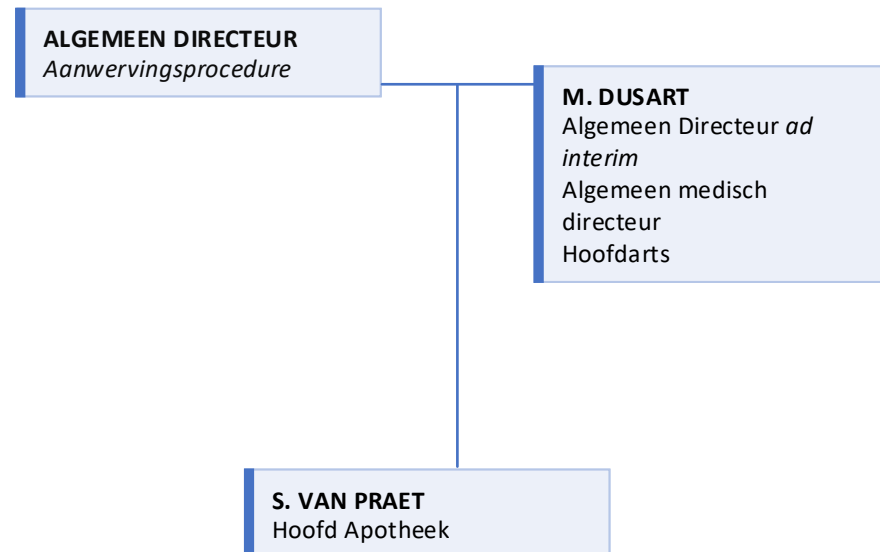 ALGEMEEN DIRECTEUR
Aanwervingsprocedure
M. DUSART
Algemeen Directeur ad
interim
Algemeen medisch
directeur
Hoofdarts
S. VAN PRAET
Hoofd Apotheek